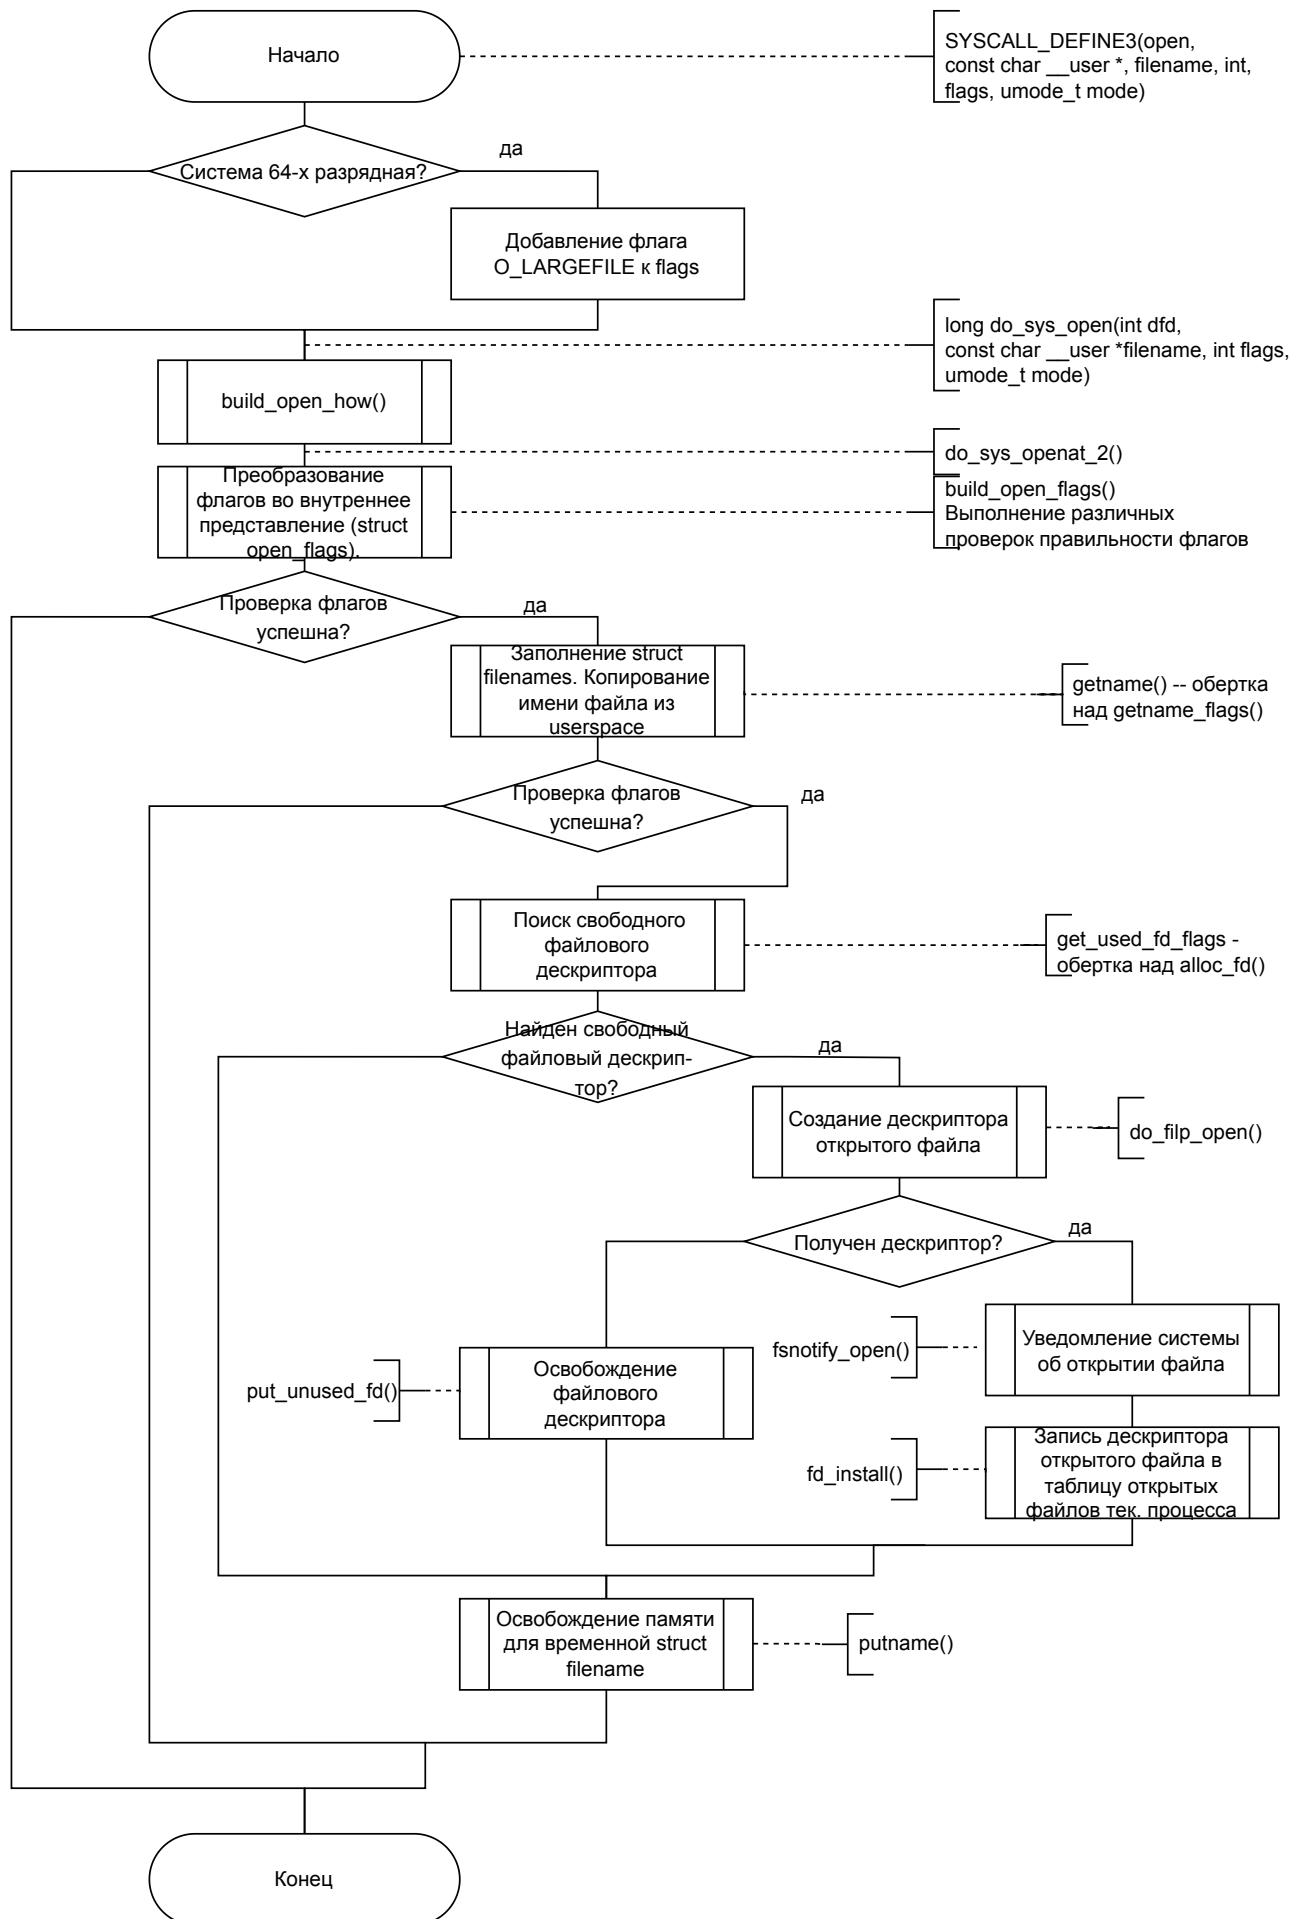 Начало
SYSCALL_DEFINE3(open,
const char __user *, filename, int,
flags, umode_t mode)
да
Система 64-х разрядная?
Добавление флага
O_LARGEFILE к flags
long do_sys_open(int dfd,
const char __user *filename, int flags,
umode_t mode)
build_open_how()
do_sys_openat_2()
Преобразование
флагов во внутреннее
представление (struct
open_flags).
build_open_flags()
Выполнение различных
проверок правильности флагов
Проверка флагов
успешна?
да
Заполнение struct
filenames. Копирование
имени файла из
userspace
getname() -- обертка
над getname_flags()
Проверка флагов
успешна?
да
Поиск свободного
файлового
дескриптора
get_used_fd_flags -
обертка над alloc_fd()
Найден свободный
файловый дескрип-
тор?
да
Создание дескриптора
открытого файла
do_filp_open()
Получен дескриптор?
да
fsnotify_open()
Уведомление системы
об открытии файла
put_unused_fd()
Освобождение
файлового
дескриптора
fd_install()
Запись дескриптора
открытого файла в
таблицу открытых
файлов тек. процесса
Освобождение памяти
для временной struct
filename
putname()
Конец